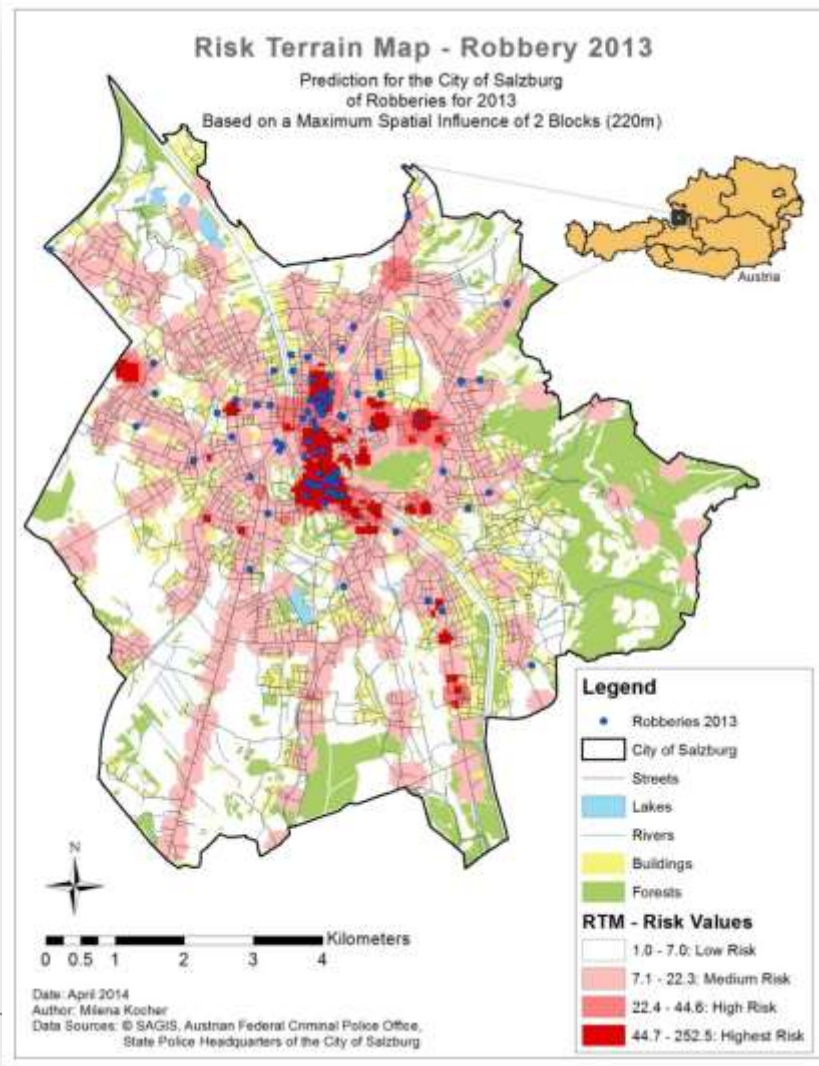 Risk Terrain Map - Robbery 2013
Prediction for the City of Salzburg
of Robberies for 2013
Based on a Maximum Spatial Influence of 2 Blocks (220m)
Austria
Legend
Robberies 2013
City of Salzburg
Streets
Lakes
Rivers
Buildings
Forests
RTM - Risk Values
1.0 - 7.0: Low Risk
7.1 - 22.3: Medium Risk
22.4 - 44.6: High Risk
44.7 - 252.5: Highest Risk
N
Kilometers
0 0.5 1 2 3 4
Date: April 2014
Author: Milena Kocher
Data Sources: © SAGIS, Austrian Federal Criminal Police Office,
State Police Headquarters of the City of Salzburg